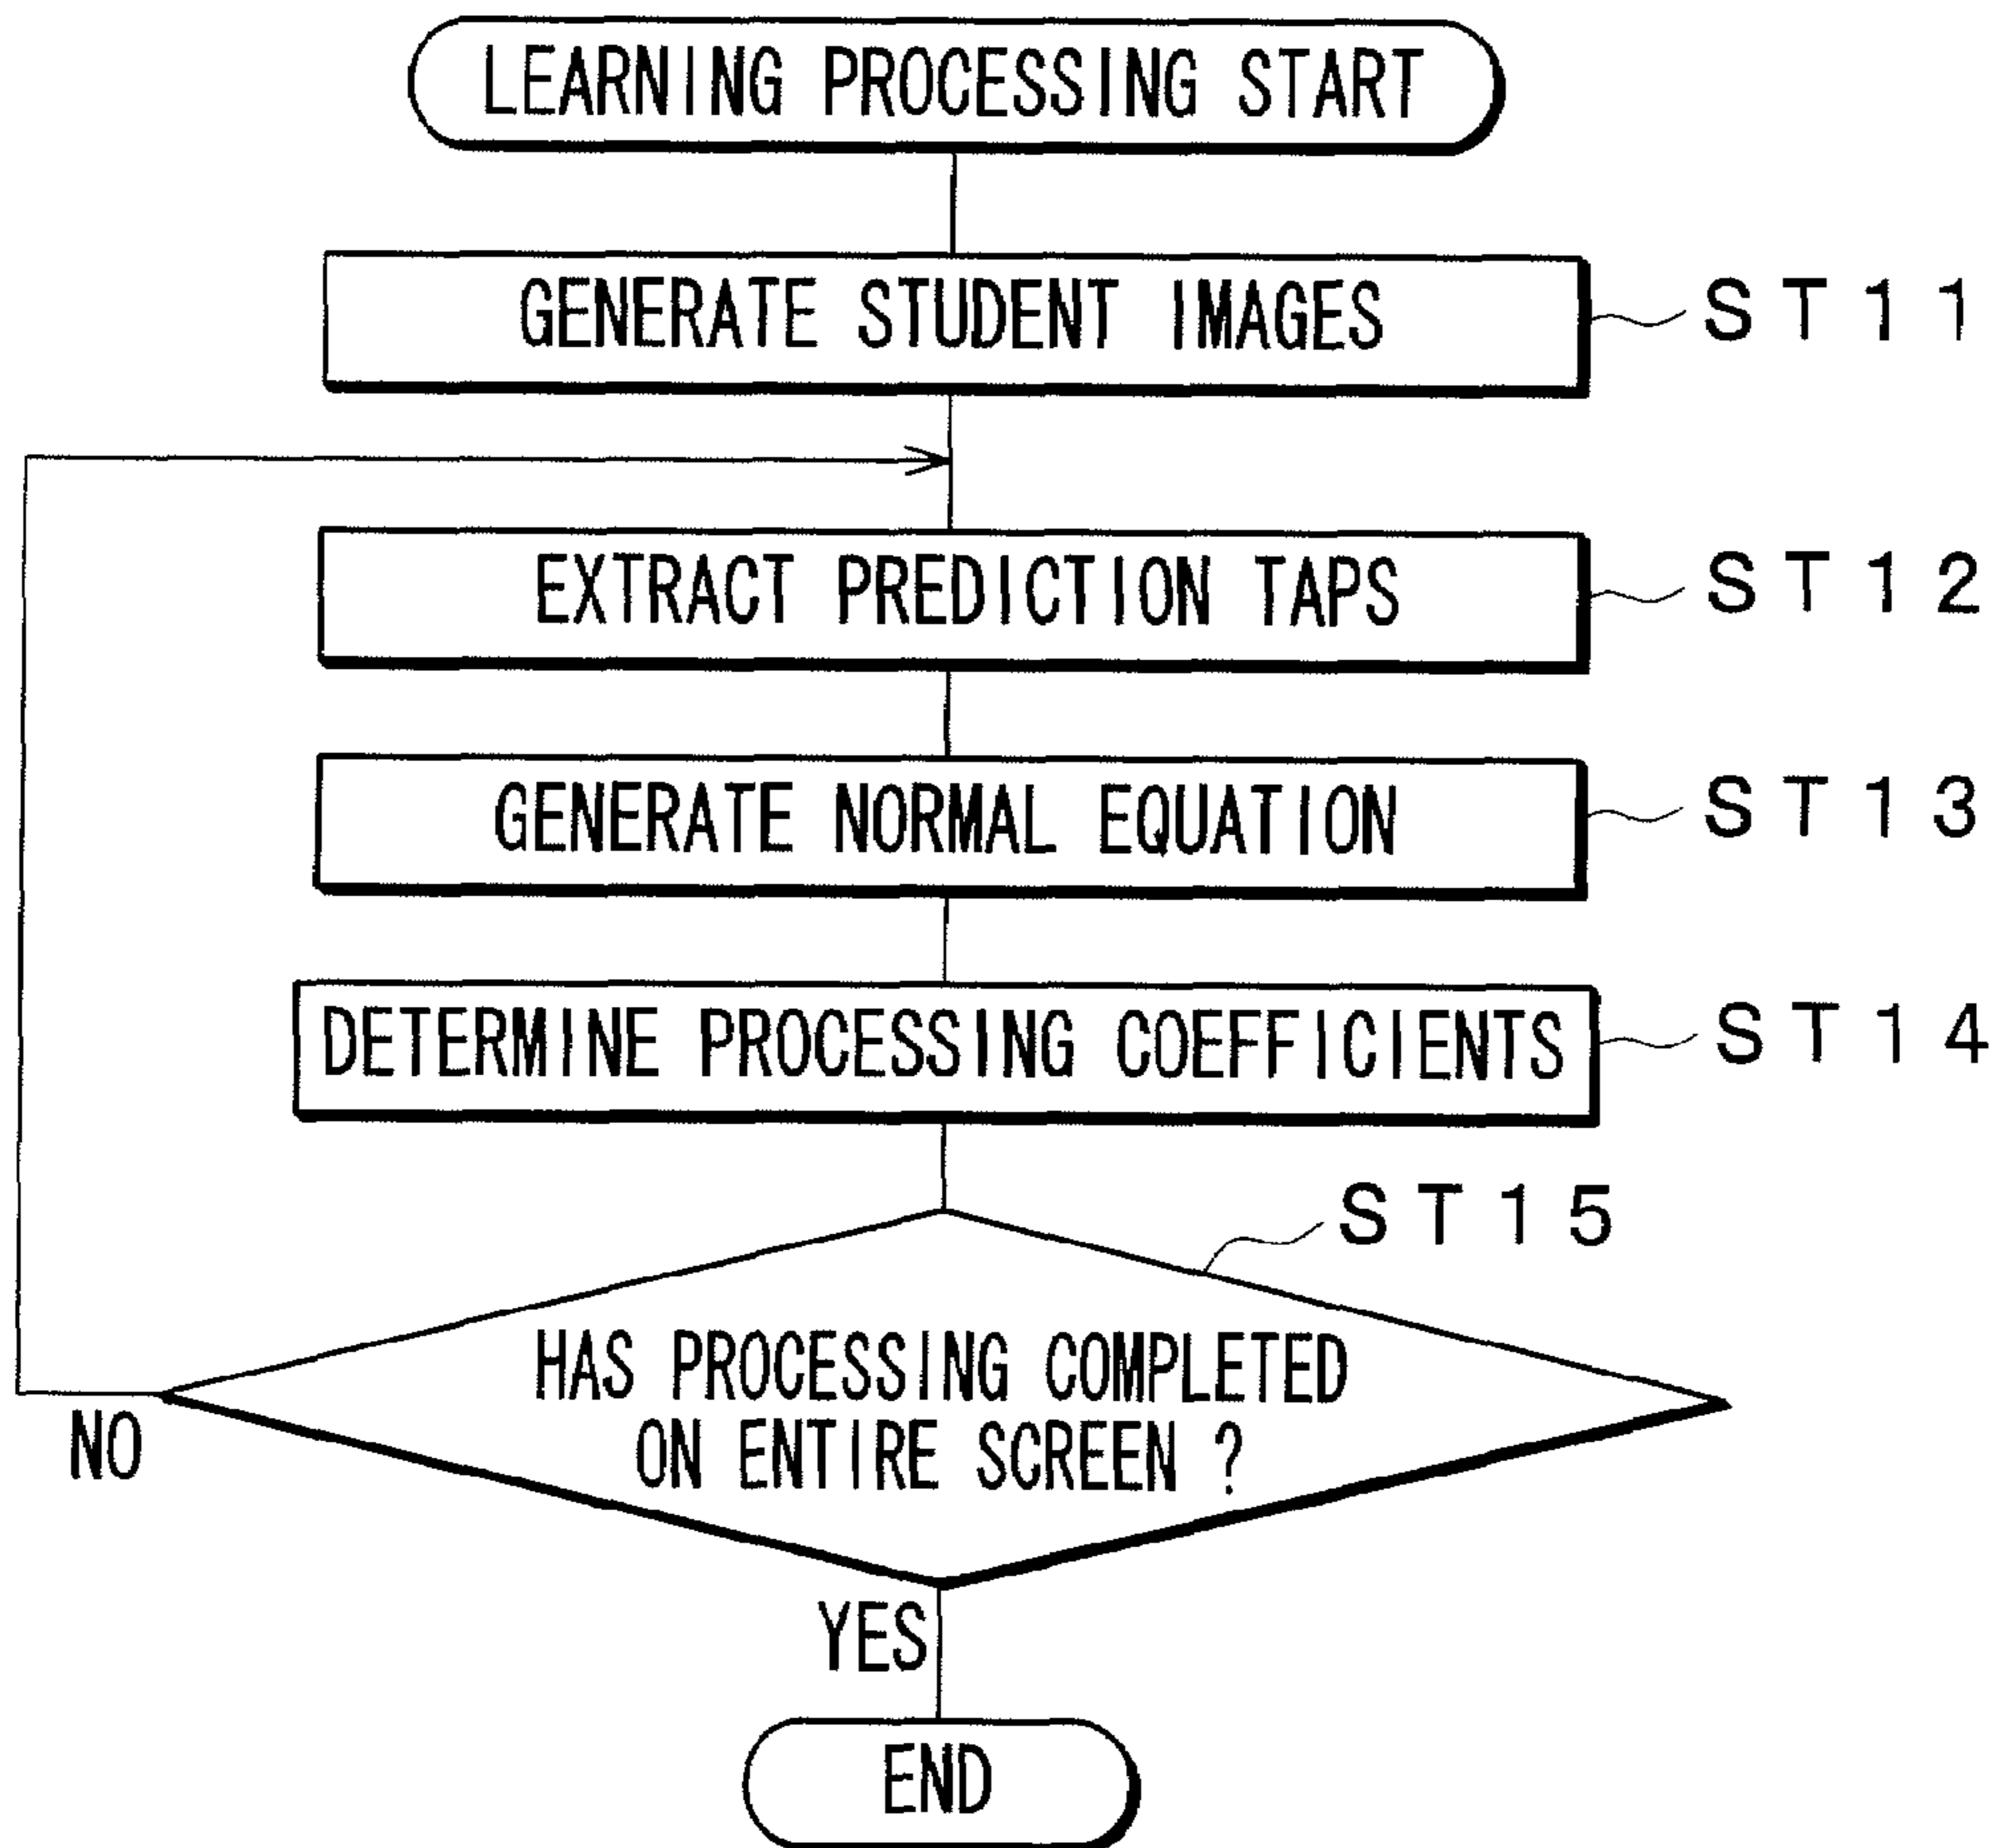 LEARNING PROCESSING START
GENERATE STUDENT IMAGES
ST11
EXTRACT PREDICTION TAPS
ST12
GENERATE NORMAL EQUATION
ST13
DETERMINE PROCESSING COEFFICIENTS
ST14
ST15
HAS PROCESSING COMPLETED
ON ENTIRE SCREEN ?
NO
YES
END